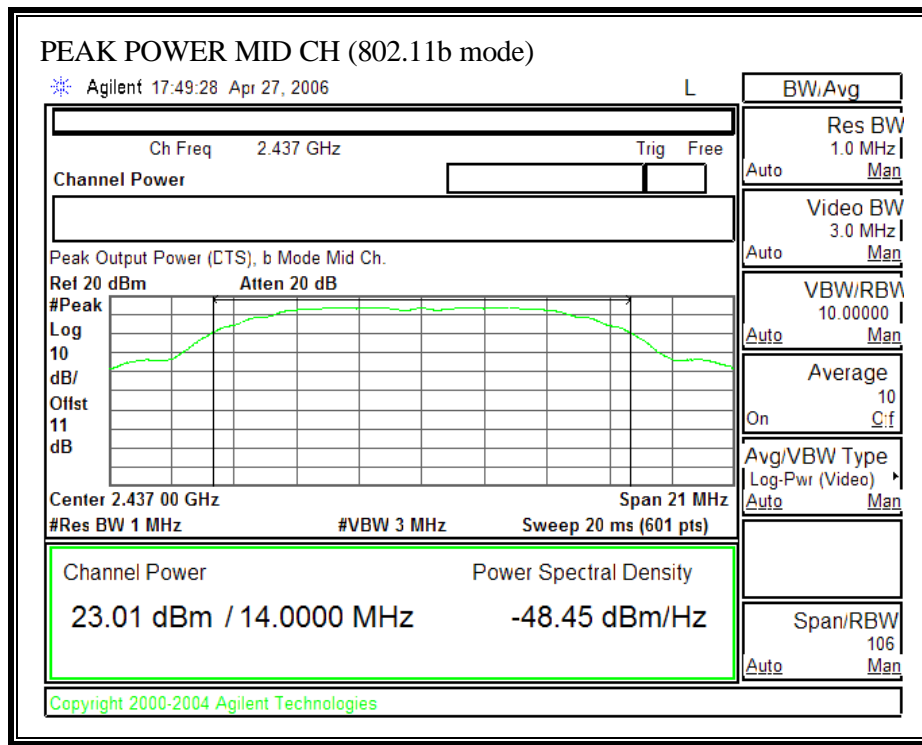 PEAK POWER MID CH (802.11b mode)
Agilent 17:49:28 Apr 27, 2006 L
Ch Freq 2.437 GHz Trig Free
Channel Power
Peak Output Power (DTS), b Mode Mid Ch.
Ref 20 dBm Atten 20 dB
#Peak
Log
10
dB/
Offst
11
dB
Center 2.437 00 GHz Span 21 MHz
#Res BW 1 MHz #VBW 3 MHz Sweep 20 ms (601 pts)
Channel Power Power Spectral Density
23.01 dBm / 14.0000 MHz -48.45 dBm/Hz
Copyright 2000-2004 Agilent Technologies
BW/Avg
Res BW
1.0 MHz
Auto Man
Video BW
3.0 MHz
Auto Man
VBW/RBW
10.00000
Auto Man
Average
10
On Off
Avg/VBW Type
Log-Pwr (Video)
Auto Man
Span/RBW
106
Auto Man